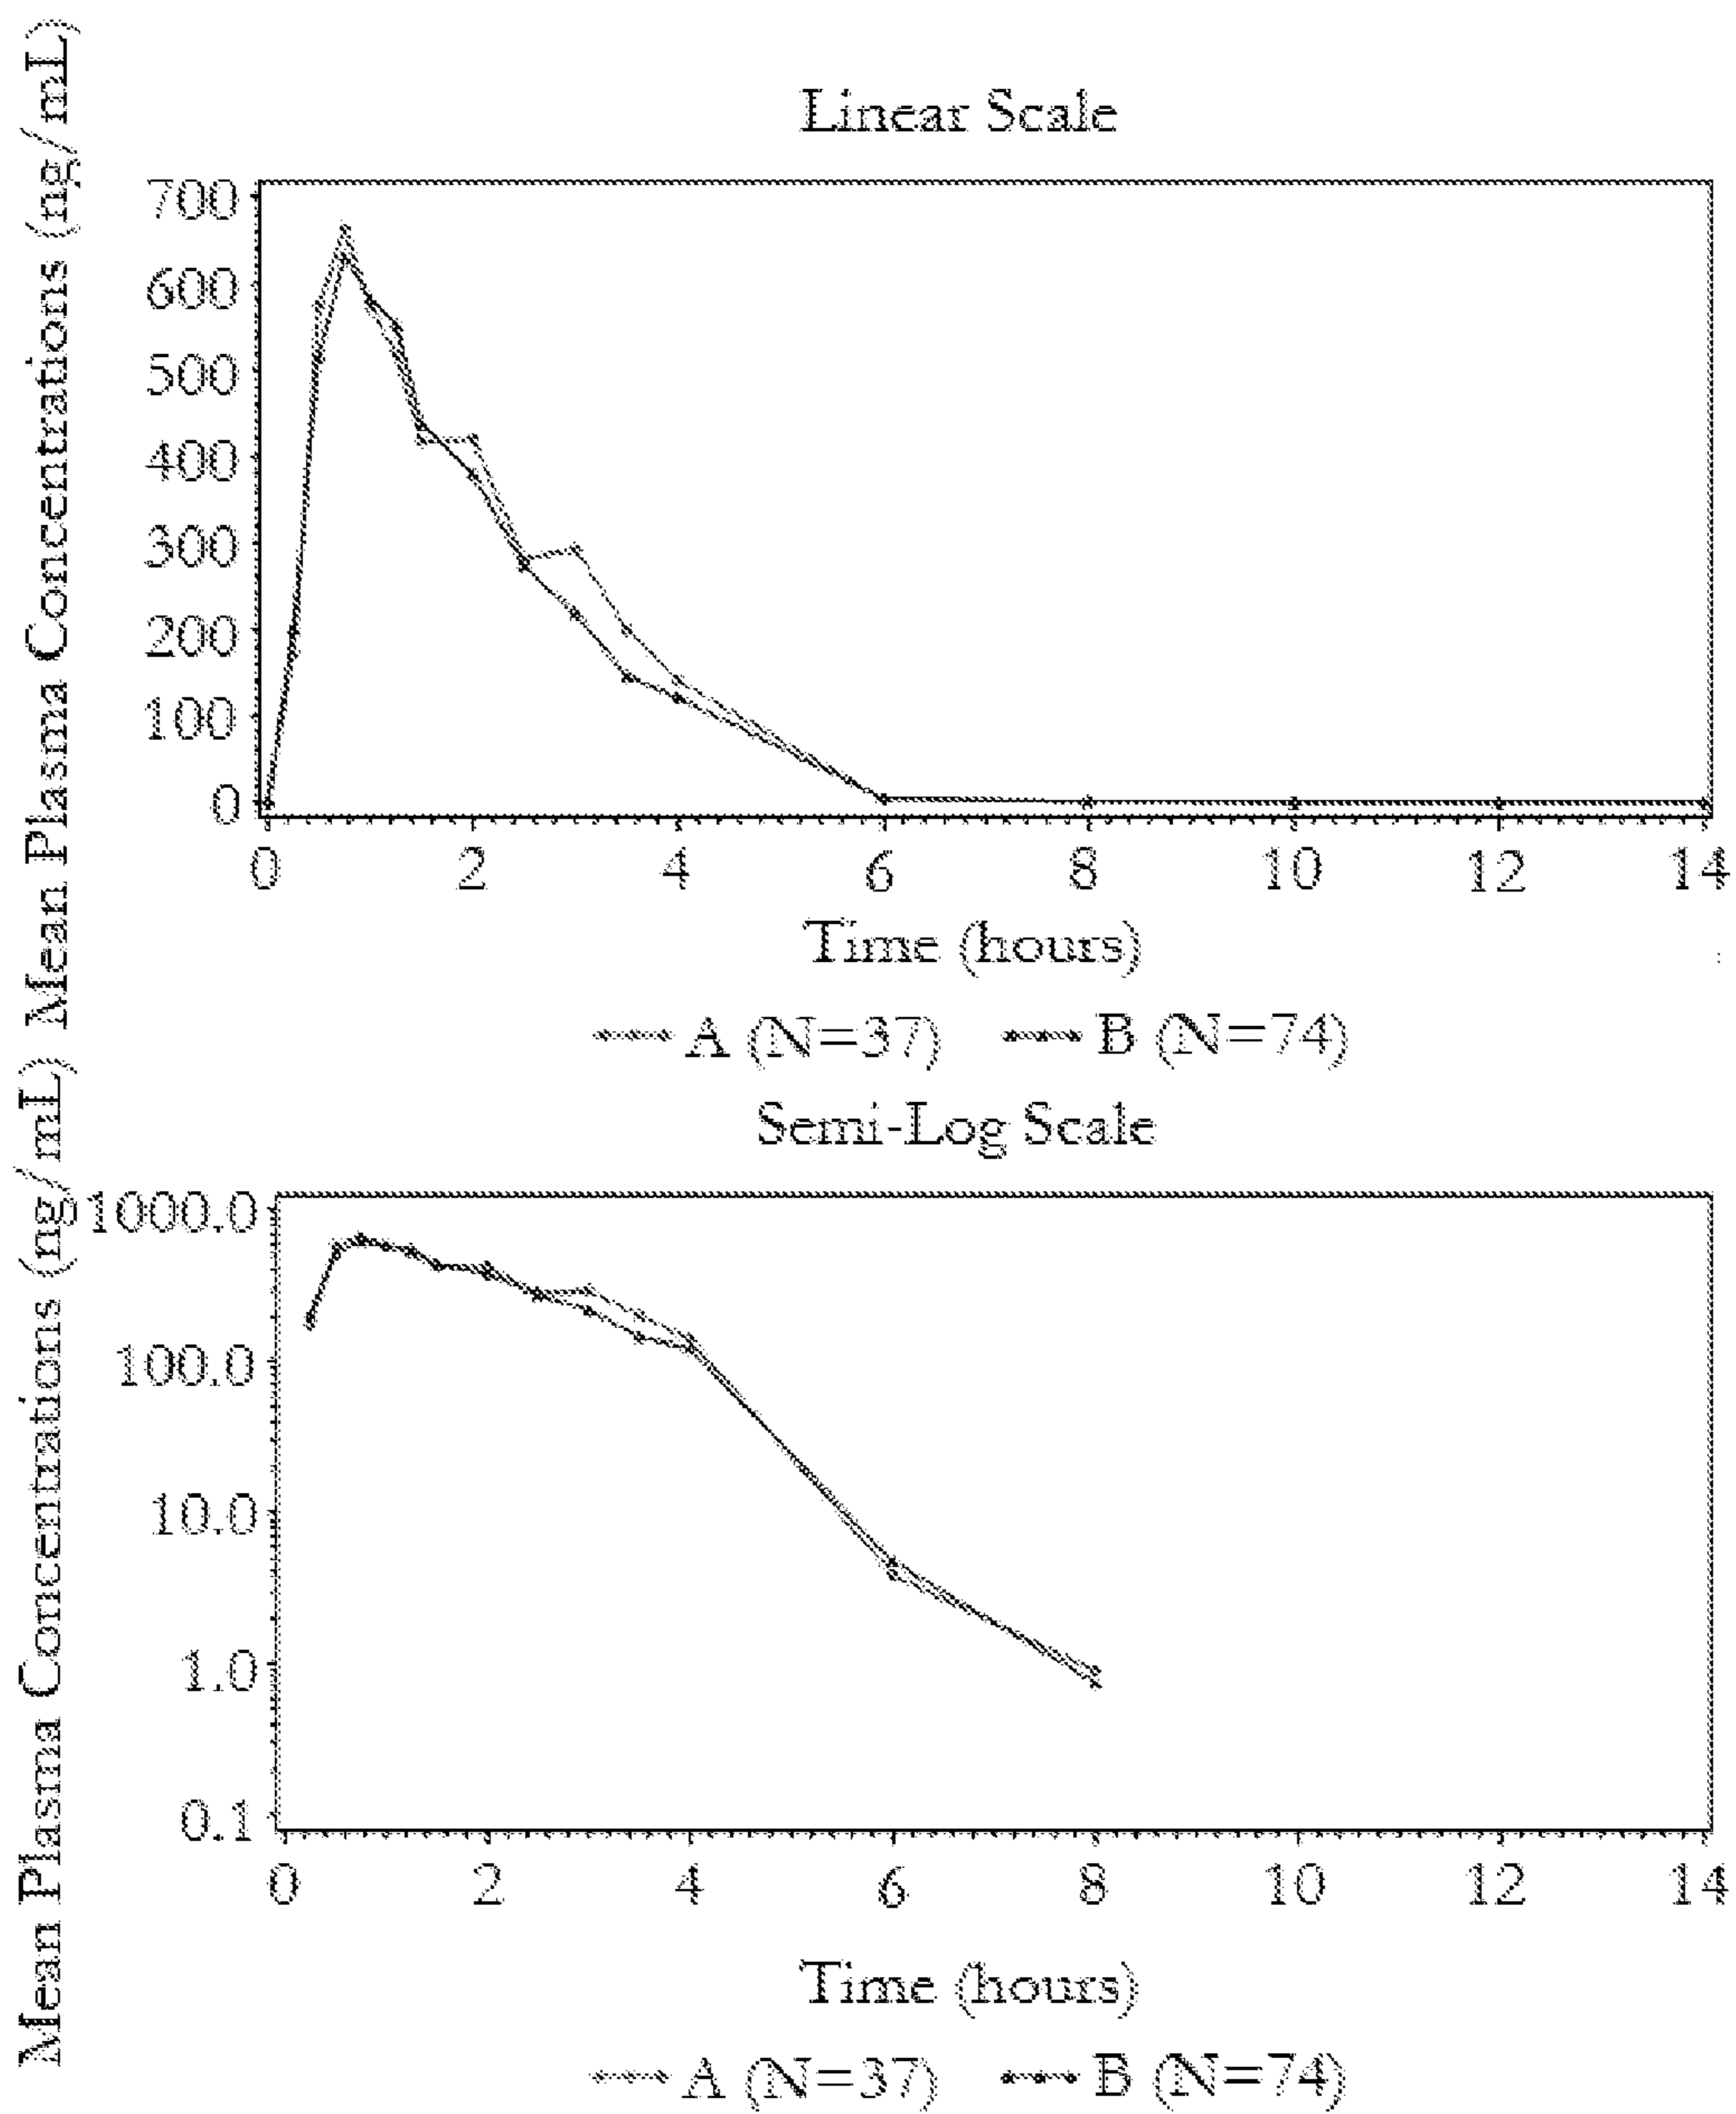 Linear Scale
Mean Plasma Concentrations (ng/mL)
700
600
500
400
300
200
100
0
0 2 4 6 8 10 12 14
Time (hours)
A (N=37) B (N=74)
Semi-Log Scale
Mean Plasma Concentrations (ng/mL)
1000.0
100.0
10.0
1.0
0.1
0 2 4 6 8 10 12 14
Time (hours)
A (N=37) B (N=74)